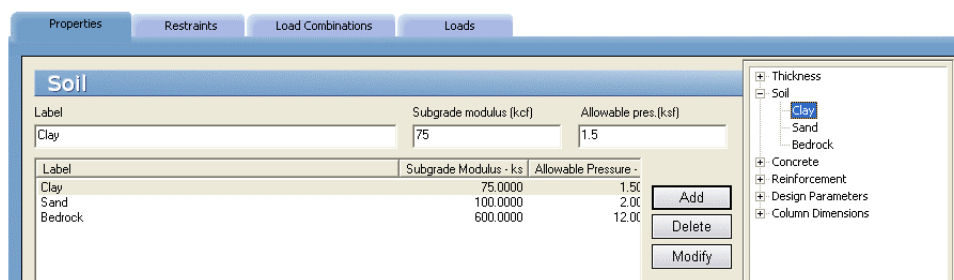 Properties Restraints Load Combinations Loads
Soil
Label Subgrade modulus (kcf) Allowable pres.(ksf)
Clay 75 1.5
Label Subgrade Modulus - ks Allowable Pressure -
Clay 75.0000 1.50
Sand 100.0000 2.00
Bedrock 600.0000 12.00
Add
Delete
Modify
Thickness
Soil
Clay
Sand
Bedrock
Concrete
Reinforcement
Design Parameters
Column Dimensions